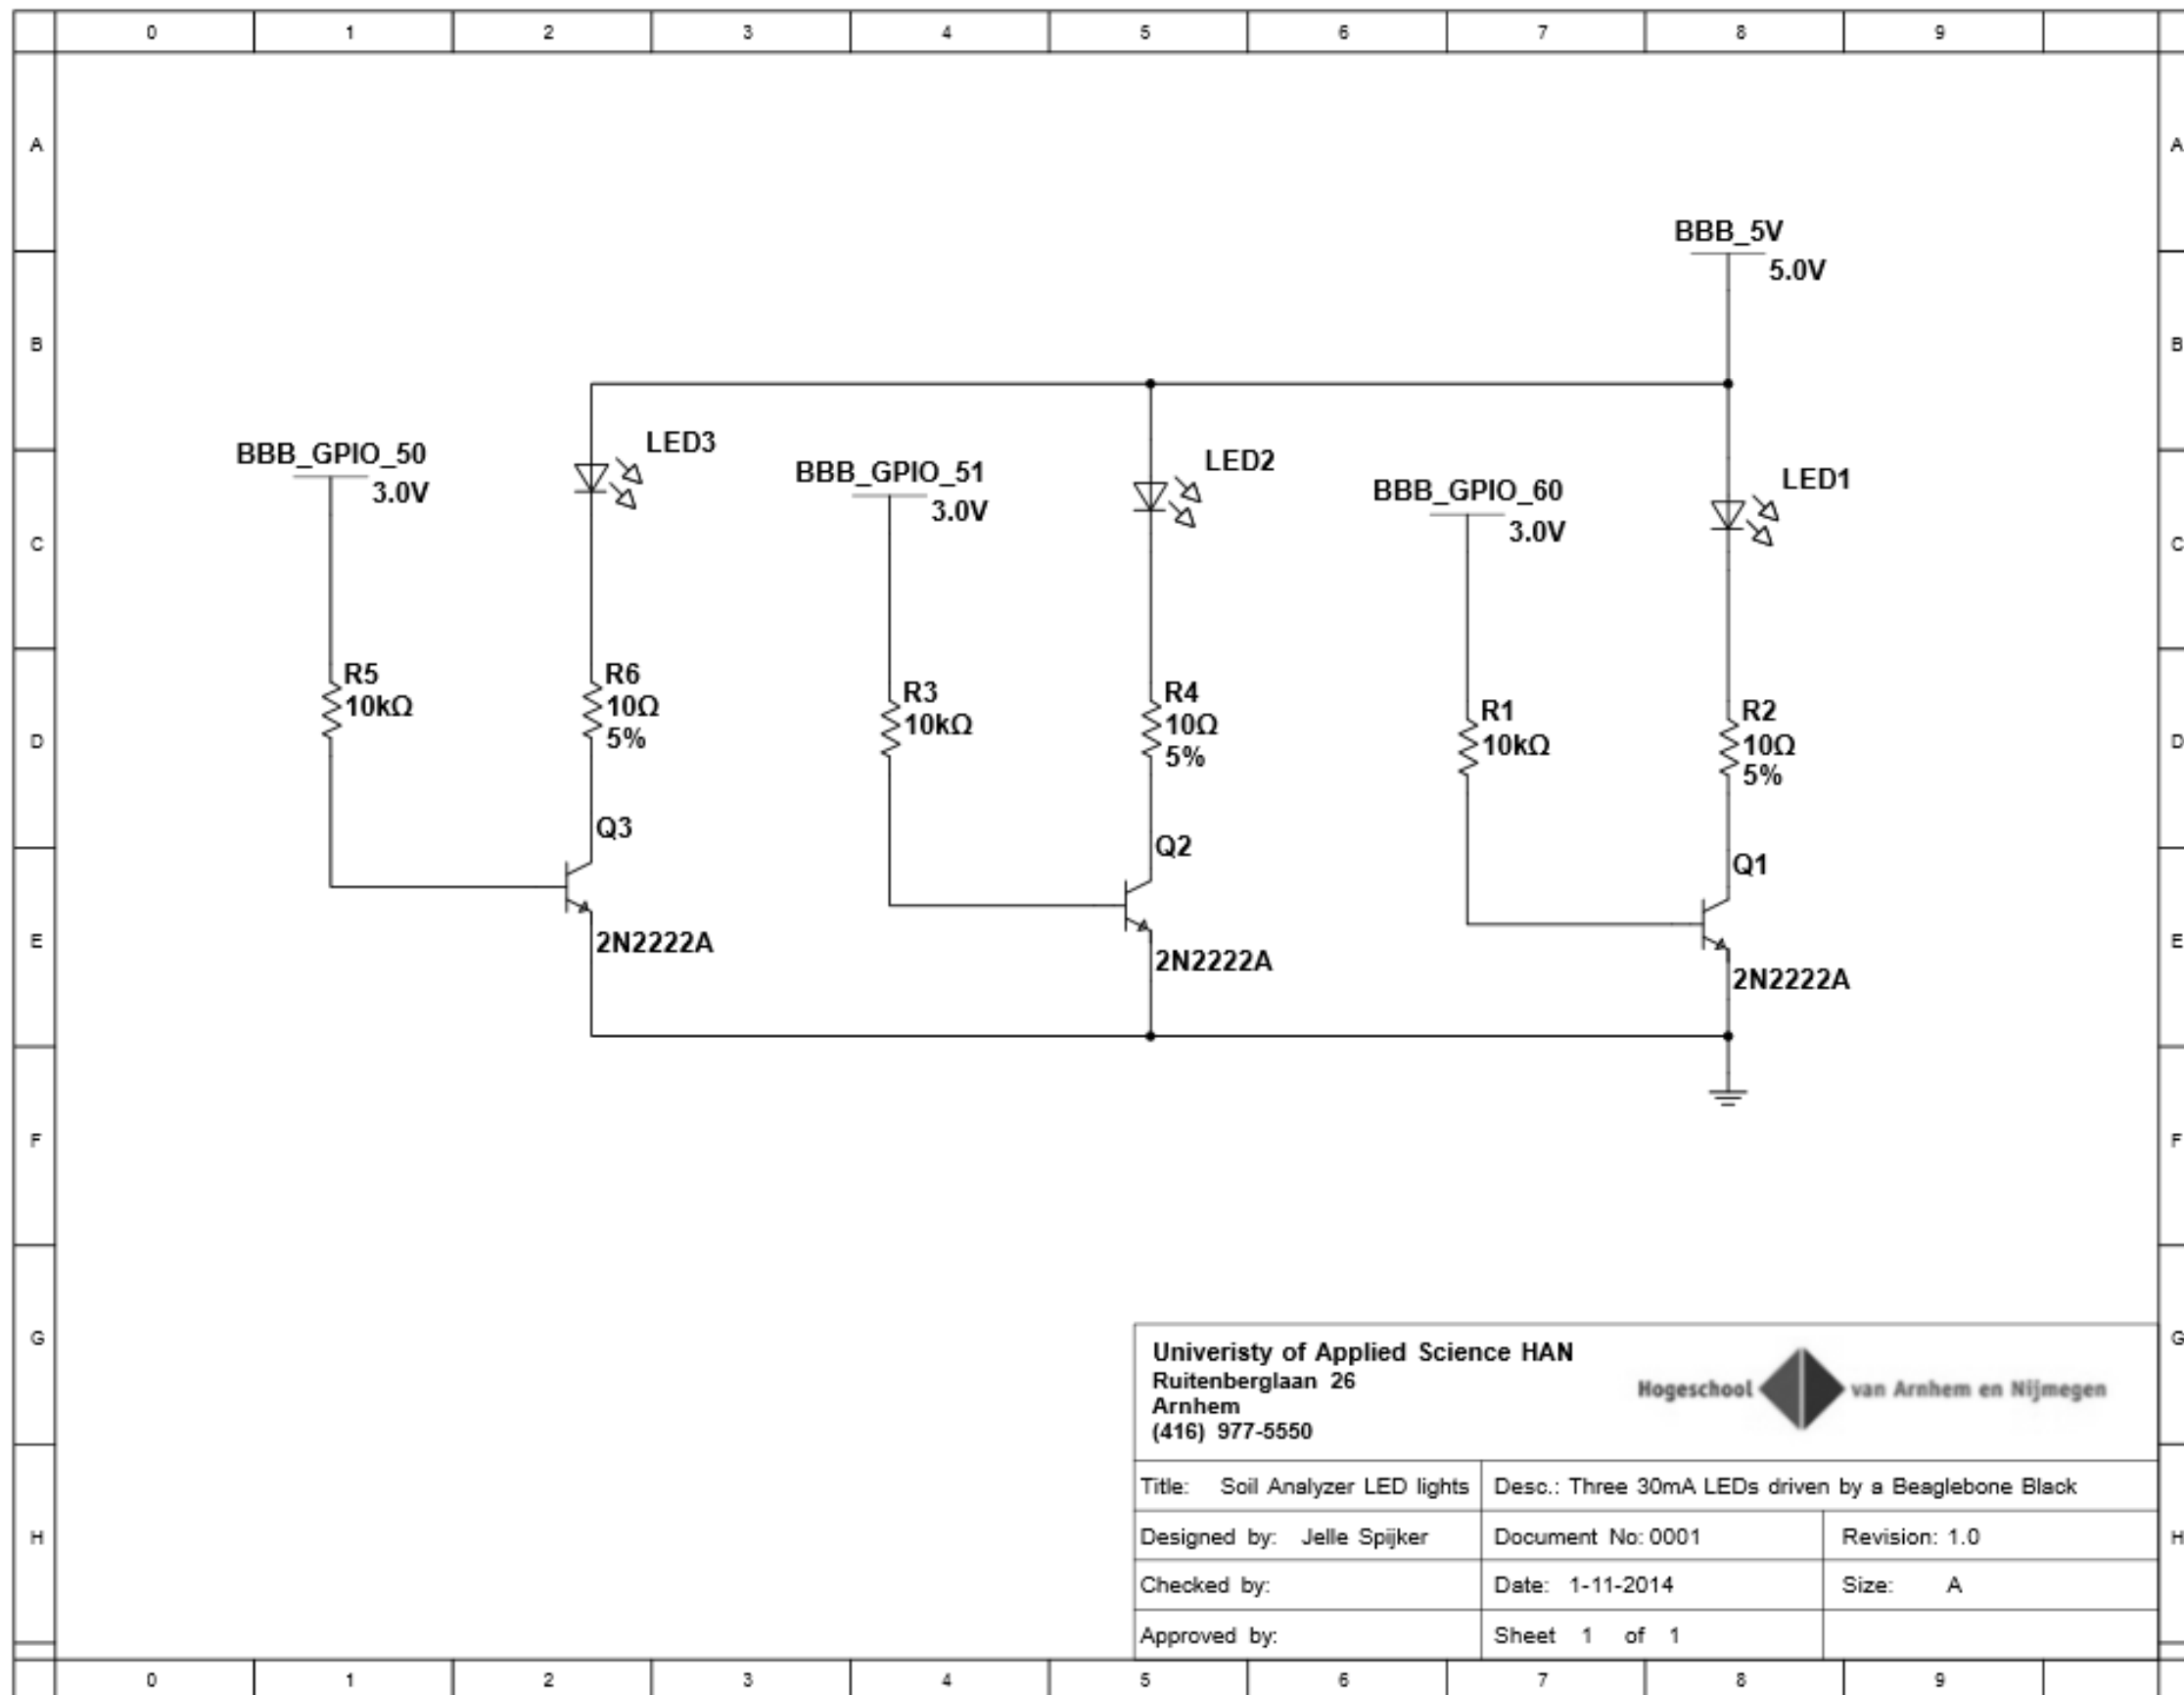 0 1 2 3 4 5 6 7 8 9
A A
BBB_5V
5.0V
B B
BBB_GPIO_50
3.0V
LED3
BBB_GPIO_51
3.0V
LED2
BBB_GPIO_60
3.0V
LED1
C C
R5
10kΩ
R6
10Ω
5%
R3
10kΩ
R4
10Ω
5%
R1
10kΩ
R2
10Ω
5%
D D
Q3
2N2222A
Q2
2N2222A
Q1
2N2222A
E E
F F
G G
Univeristy of Applied Science HAN
Ruitenberglaan 26
Arnhem
(416) 977-5550
Hogeschool van Arnhem en Nijmegen
Title: Soil Analyzer LED lights Desc.: Three 30mA LEDs driven by a Beaglebone Black
H H
Designed by: Jelle Spijker Document No: 0001 Revision: 1.0
Checked by: Date: 1-11-2014 Size: A
Approved by: Sheet 1 of 1
0 1 2 3 4 5 6 7 8 9